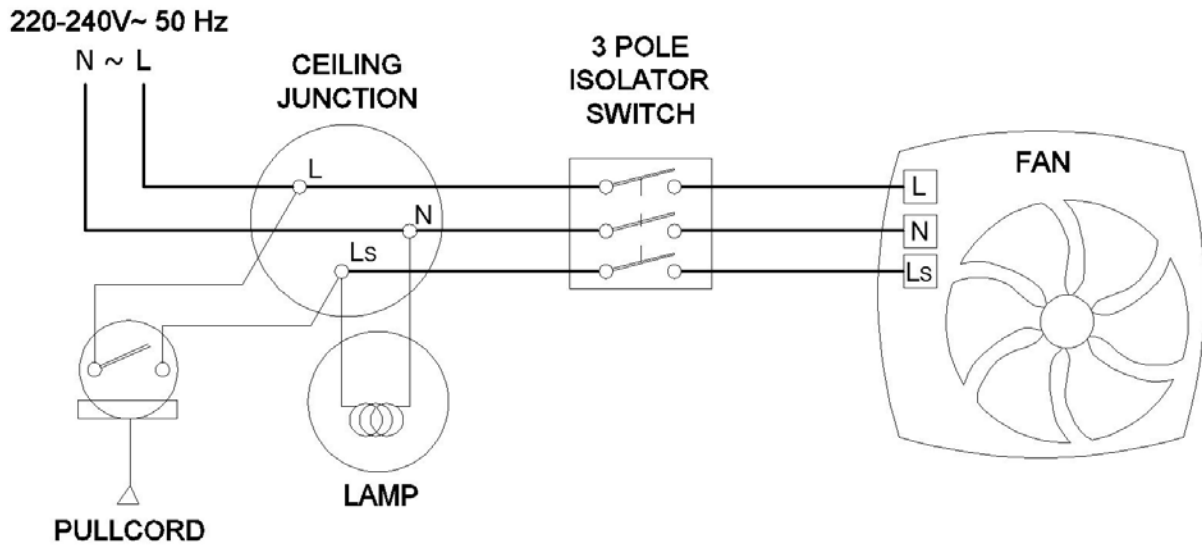 220-240V~ 50 Hz
N ~ L
CEILING
JUNCTION
3 POLE
ISOLATOR
SWITCH
FAN
L
L
N
N
Ls
Ls
LAMP
PULLCORD